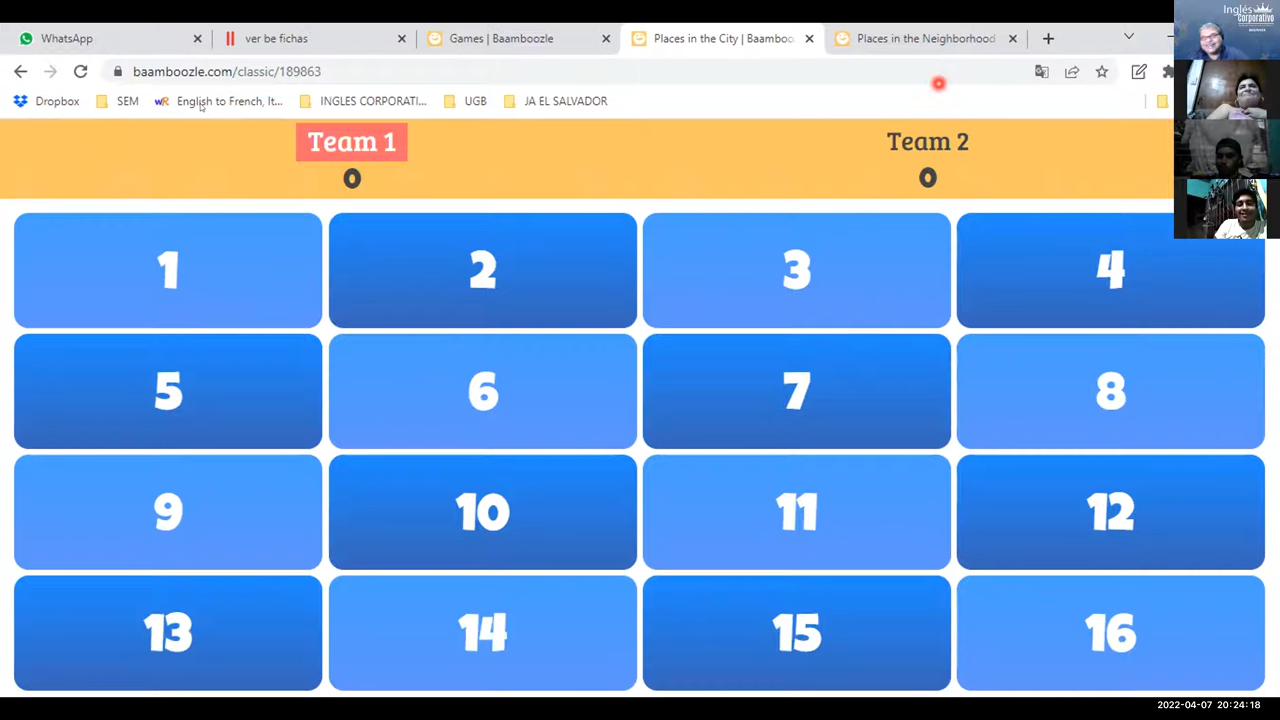 WhatsApp
ver be fichas
Games | Baamboozle
Places in the City | Baamboo
Places in the Neighborhood
Inglés
Corporativo
baamboozle.com/classic/189863
Dropbox
SEM
wR
English to French, It...
INGLES CORPORATI...
UGB
JA EL SALVADOR
Team 1
0
Team 2
0
1
2
3
4
5
6
7
8
9
10
11
12
13
14
15
16
2022-04-07 20:24:18